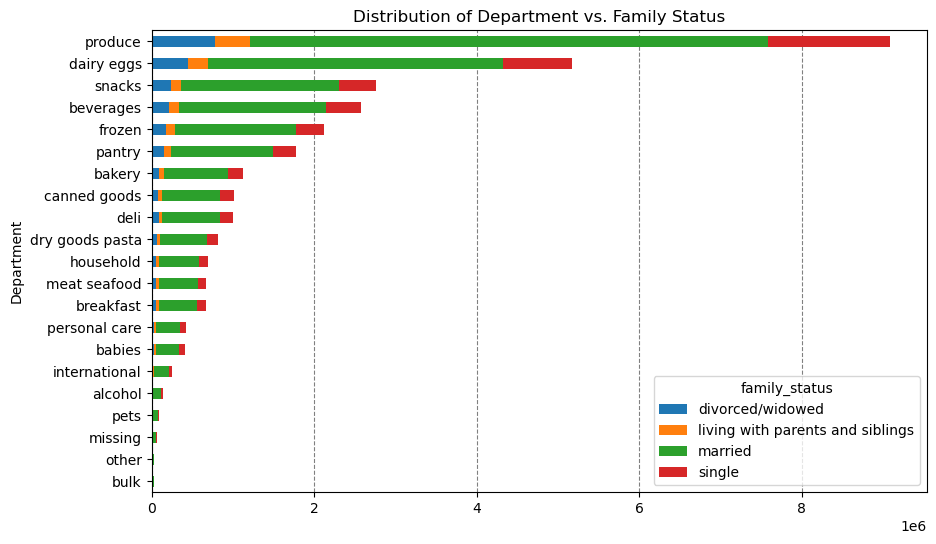 Distribution of Department vs. Family Status
produce
dairy eggs
snacks
beverages
frozen
pantry
bakery
canned goods
deli
dry goods pasta
household
meat seafood
breakfast
personal care
babies
international
alcohol
pets
missing
other
bulk
Department
family_status
divorced/widowed
living with parents and siblings
married
single
0 2 4 6 8
1e6